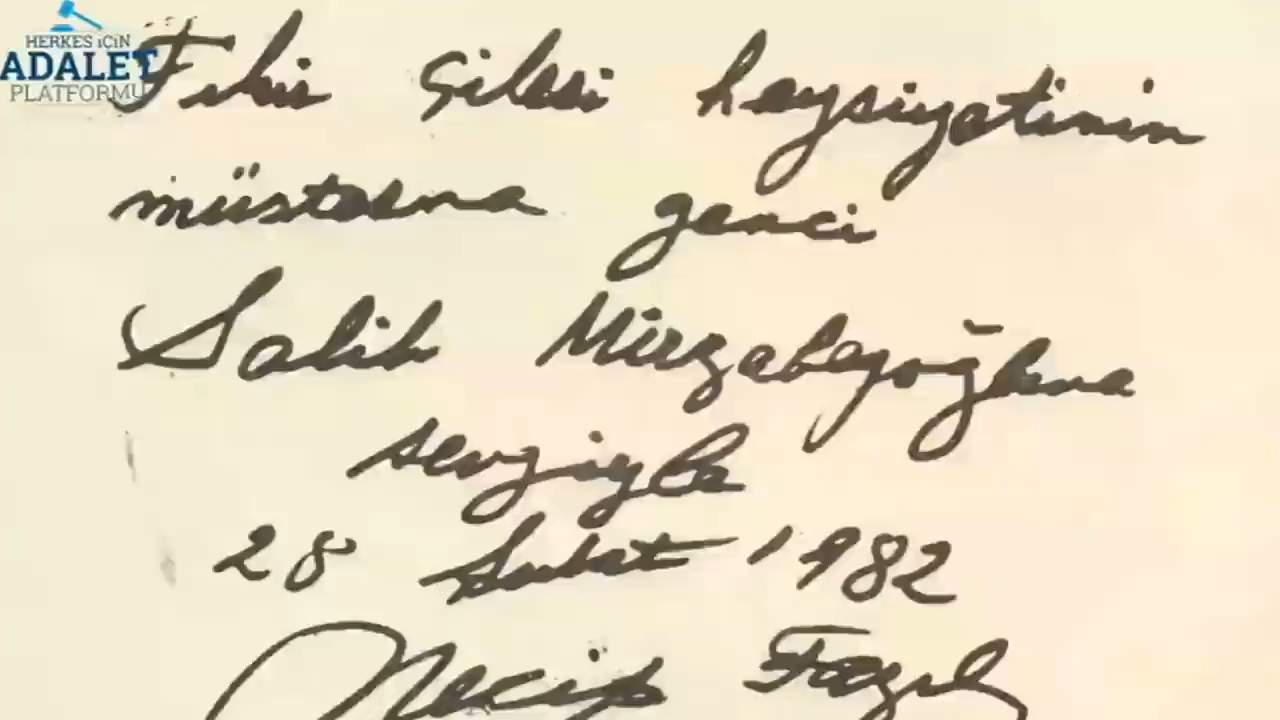 HERKES İÇİN
ADALET
PLATFORMU
Fikir çilesi haysiyetinin
müstesna genci
Salih Mirzabeyoğluna
sevgiyle
28 Şubat 1982
Necip Fazıl